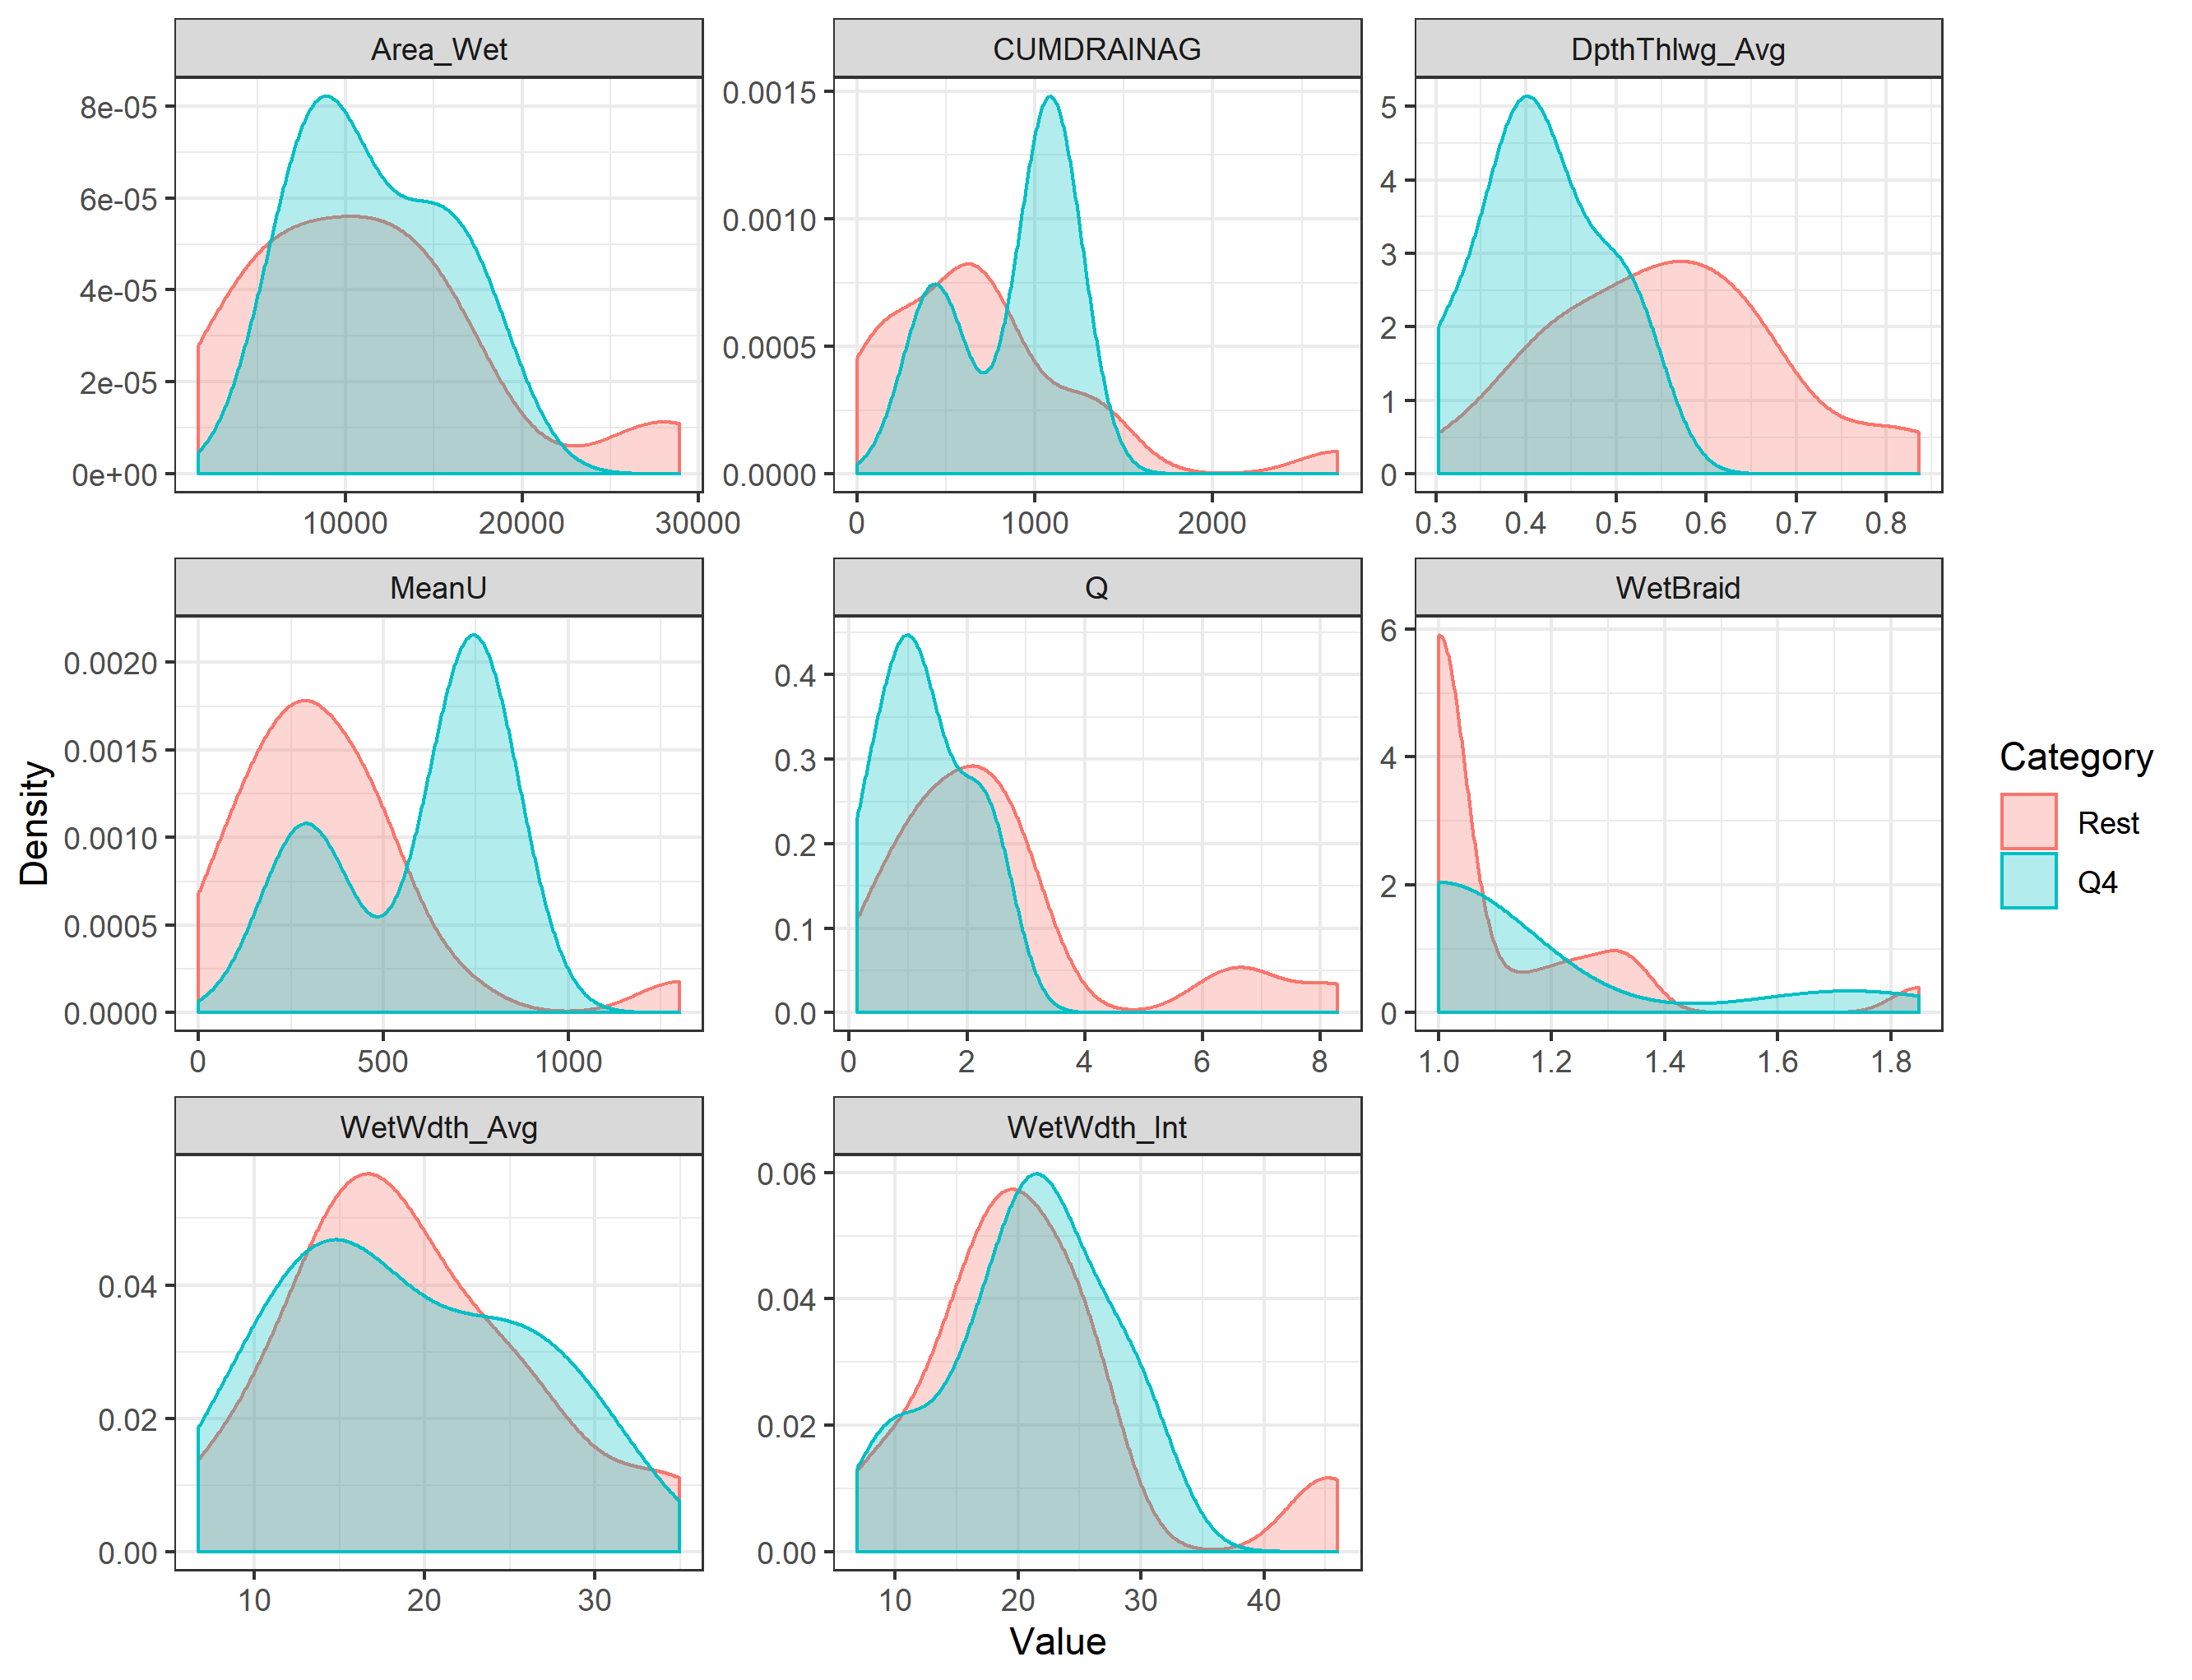 Area_Wet
CUMDRAINAG
DpthThlwg_Avg
8e-05
6e-05
4e-05
2e-05
0e+00
10000 20000 30000
0.0015
0.0010
0.0005
0.0000
0 1000 2000
5
4
3
2
1
0
0.3 0.4 0.5 0.6 0.7 0.8
MeanU
Q
WetBraid
Density
0.0020
0.0015
0.0010
0.0005
0.0000
0 500 1000
0.4
0.3
0.2
0.1
0.0
0 2 4 6 8
6
4
2
0
1.0 1.2 1.4 1.6 1.8
Category
Rest
Q4
WetWdth_Avg
WetWdth_Int
0.04
0.02
0.00
10 20 30
0.06
0.04
0.02
0.00
10 20 30 40
Value